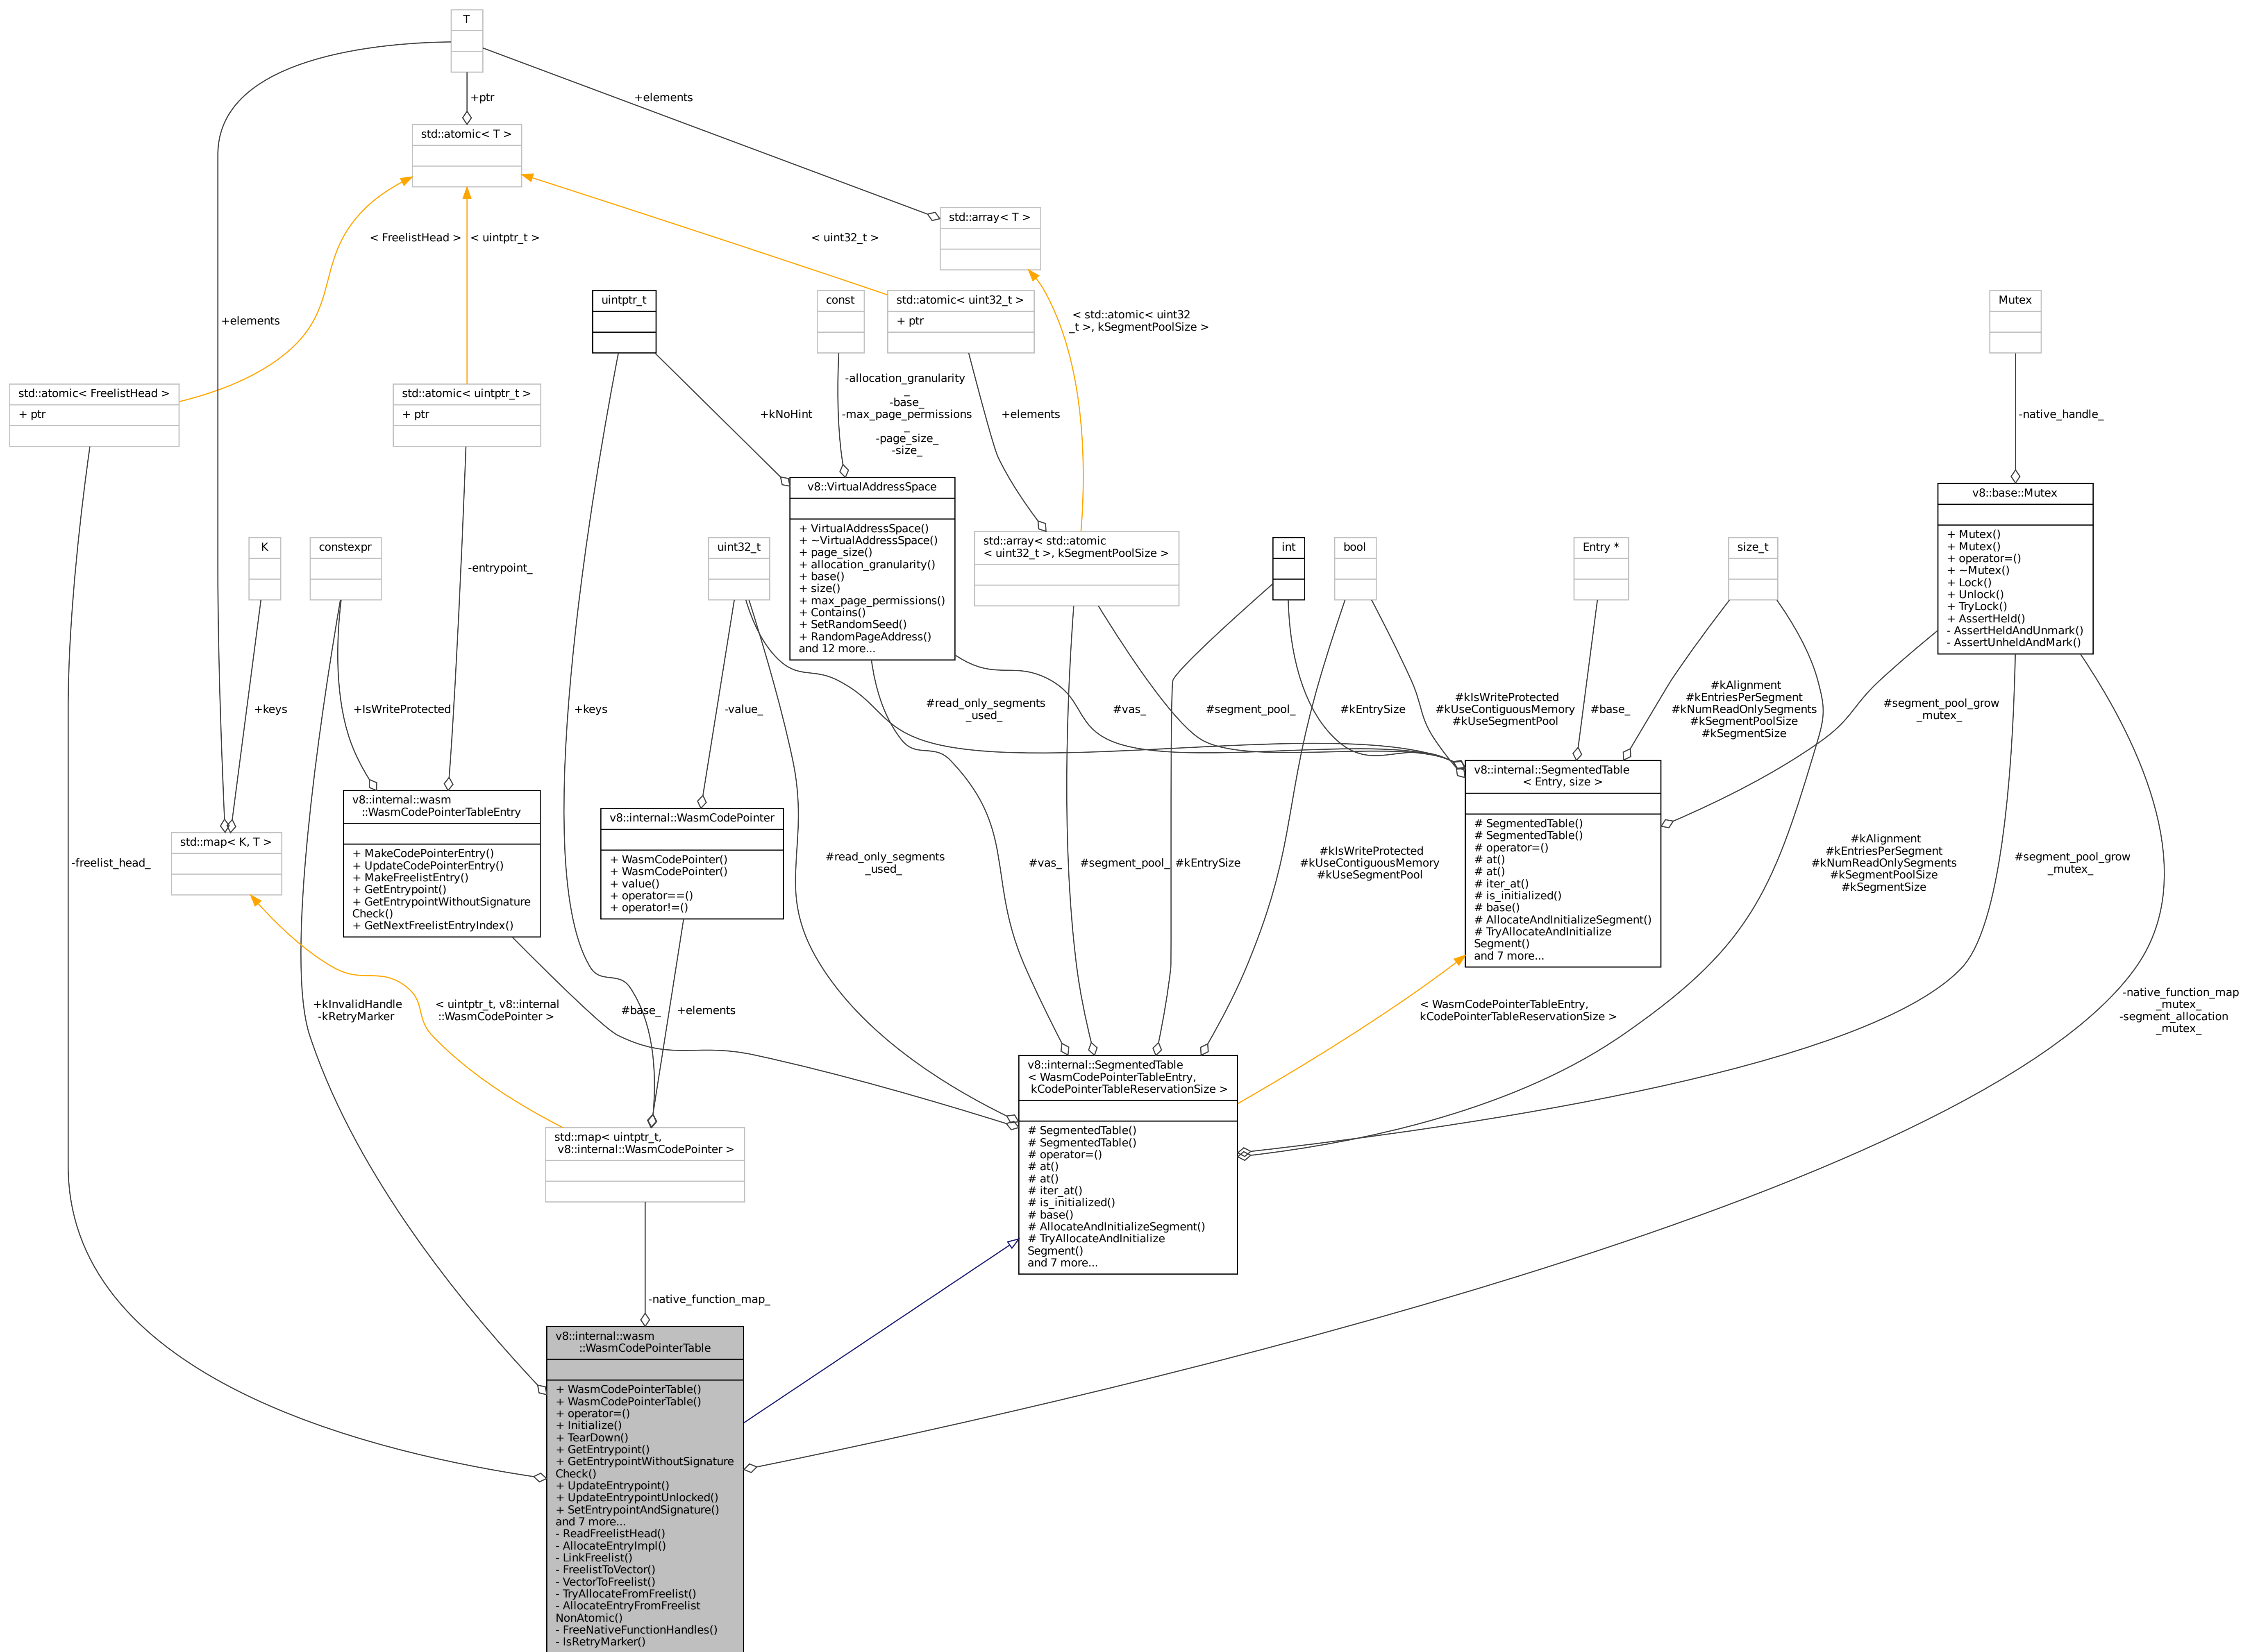 T
+ptr
+elements
std::atomic< T >
std::array< T >
< FreelistHead >
< uintptr_t >
< uint32_t >
uintptr_t
const
std::atomic< uint32_t >
+ ptr
Mutex
< std::atomic< uint32
_t >, kSegmentPoolSize >
+elements
std::atomic< FreelistHead >
+ ptr
std::atomic< uintptr_t >
+ ptr
+kNoHint
-allocation_granularity
_
-base_
-max_page_permissions
_
-page_size_
-size_
+elements
-native_handle_
v8::VirtualAddressSpace
+ VirtualAddressSpace()
+ ~VirtualAddressSpace()
+ page_size()
+ allocation_granularity()
+ base()
+ size()
+ max_page_permissions()
+ Contains()
+ SetRandomSeed()
+ RandomPageAddress()
and 12 more...
v8::base::Mutex
+ Mutex()
+ Mutex()
+ operator=()
+ ~Mutex()
+ Lock()
+ Unlock()
+ TryLock()
+ AssertHeld()
- AssertHeldAndUnmark()
- AssertUnheldAndMark()
K
constexpr
-entrypoint_
uint32_t
std::array< std::atomic
< uint32_t >, kSegmentPoolSize >
int
bool
Entry *
size_t
+keys
+IsWriteProtected
+keys
-value_
#read_only_segments
_used_
#vas_
#segment_pool_
#kEntrySize
#kIsWriteProtected
#kUseContiguousMemory
#kUseSegmentPool
#base_
#kAlignment
#kEntriesPerSegment
#kNumReadOnlySegments
#kSegmentPoolSize
#kSegmentSize
#segment_pool_grow
_mutex_
std::map< K, T >
v8::internal::wasm
::WasmCodePointerTableEntry
+ MakeCodePointerEntry()
+ UpdateCodePointerEntry()
+ MakeFreelistEntry()
+ GetEntrypoint()
+ GetEntrypointWithoutSignature
Check()
+ GetNextFreelistEntryIndex()
v8::internal::WasmCodePointer
+ WasmCodePointer()
+ WasmCodePointer()
+ value()
+ operator==()
+ operator!=()
v8::internal::SegmentedTable
< Entry, size >
# SegmentedTable()
# SegmentedTable()
# operator=()
# at()
# at()
# iter_at()
# is_initialized()
# base()
# AllocateAndInitializeSegment()
# TryAllocateAndInitialize
Segment()
and 7 more...
-freelist_head_
#read_only_segments
_used_
#vas_
#segment_pool_
#kEntrySize
#kIsWriteProtected
#kUseContiguousMemory
#kUseSegmentPool
#kAlignment
#kEntriesPerSegment
#kNumReadOnlySegments
#kSegmentPoolSize
#kSegmentSize
#segment_pool_grow
_mutex_
+kInvalidHandle
-kRetryMarker
< uintptr_t, v8::internal
::WasmCodePointer >
#base_
+elements
< WasmCodePointerTableEntry,
kCodePointerTableReservationSize >
-native_function_map
_mutex_
-segment_allocation
_mutex_
v8::internal::SegmentedTable
< WasmCodePointerTableEntry,
kCodePointerTableReservationSize >
# SegmentedTable()
# SegmentedTable()
# operator=()
# at()
# at()
# iter_at()
# is_initialized()
# base()
# AllocateAndInitializeSegment()
# TryAllocateAndInitialize
Segment()
and 7 more...
std::map< uintptr_t,
v8::internal::WasmCodePointer >
-native_function_map_
v8::internal::wasm
::WasmCodePointerTable
+ WasmCodePointerTable()
+ WasmCodePointerTable()
+ operator=()
+ Initialize()
+ TearDown()
+ GetEntrypoint()
+ GetEntrypointWithoutSignature
Check()
+ UpdateEntrypoint()
+ UpdateEntrypointUnlocked()
+ SetEntrypointAndSignature()
and 7 more...
- ReadFreelistHead()
- AllocateEntryImpl()
- LinkFreelist()
- FreelistToVector()
- VectorToFreelist()
- TryAllocateFromFreelist()
- AllocateEntryFromFreelist
NonAtomic()
- FreeNativeFunctionHandles()
- IsRetryMarker()